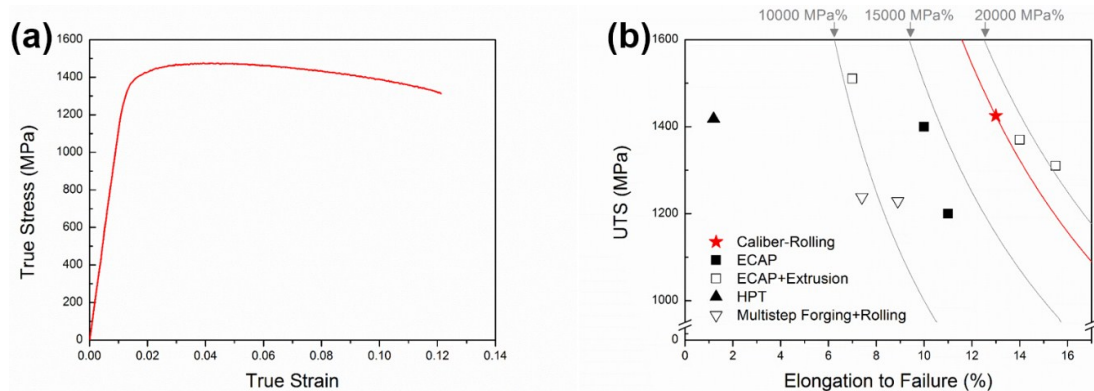 (a)
1600
1400
1200
1000
800
600
400
200
0
0.00 0.02 0.04 0.06 0.08 0.10 0.12 0.14
True Stress (MPa)
True Strain
(b)
10000 MPa% 15000 MPa% 20000 MPa%
1600
1400
1200
1000
0
0 2 4 6 8 10 12 14 16
UTS (MPa)
Elongation to Failure (%)
Caliber-Rolling
ECAP
ECAP+Extrusion
HPT
Multistep Forging+Rolling